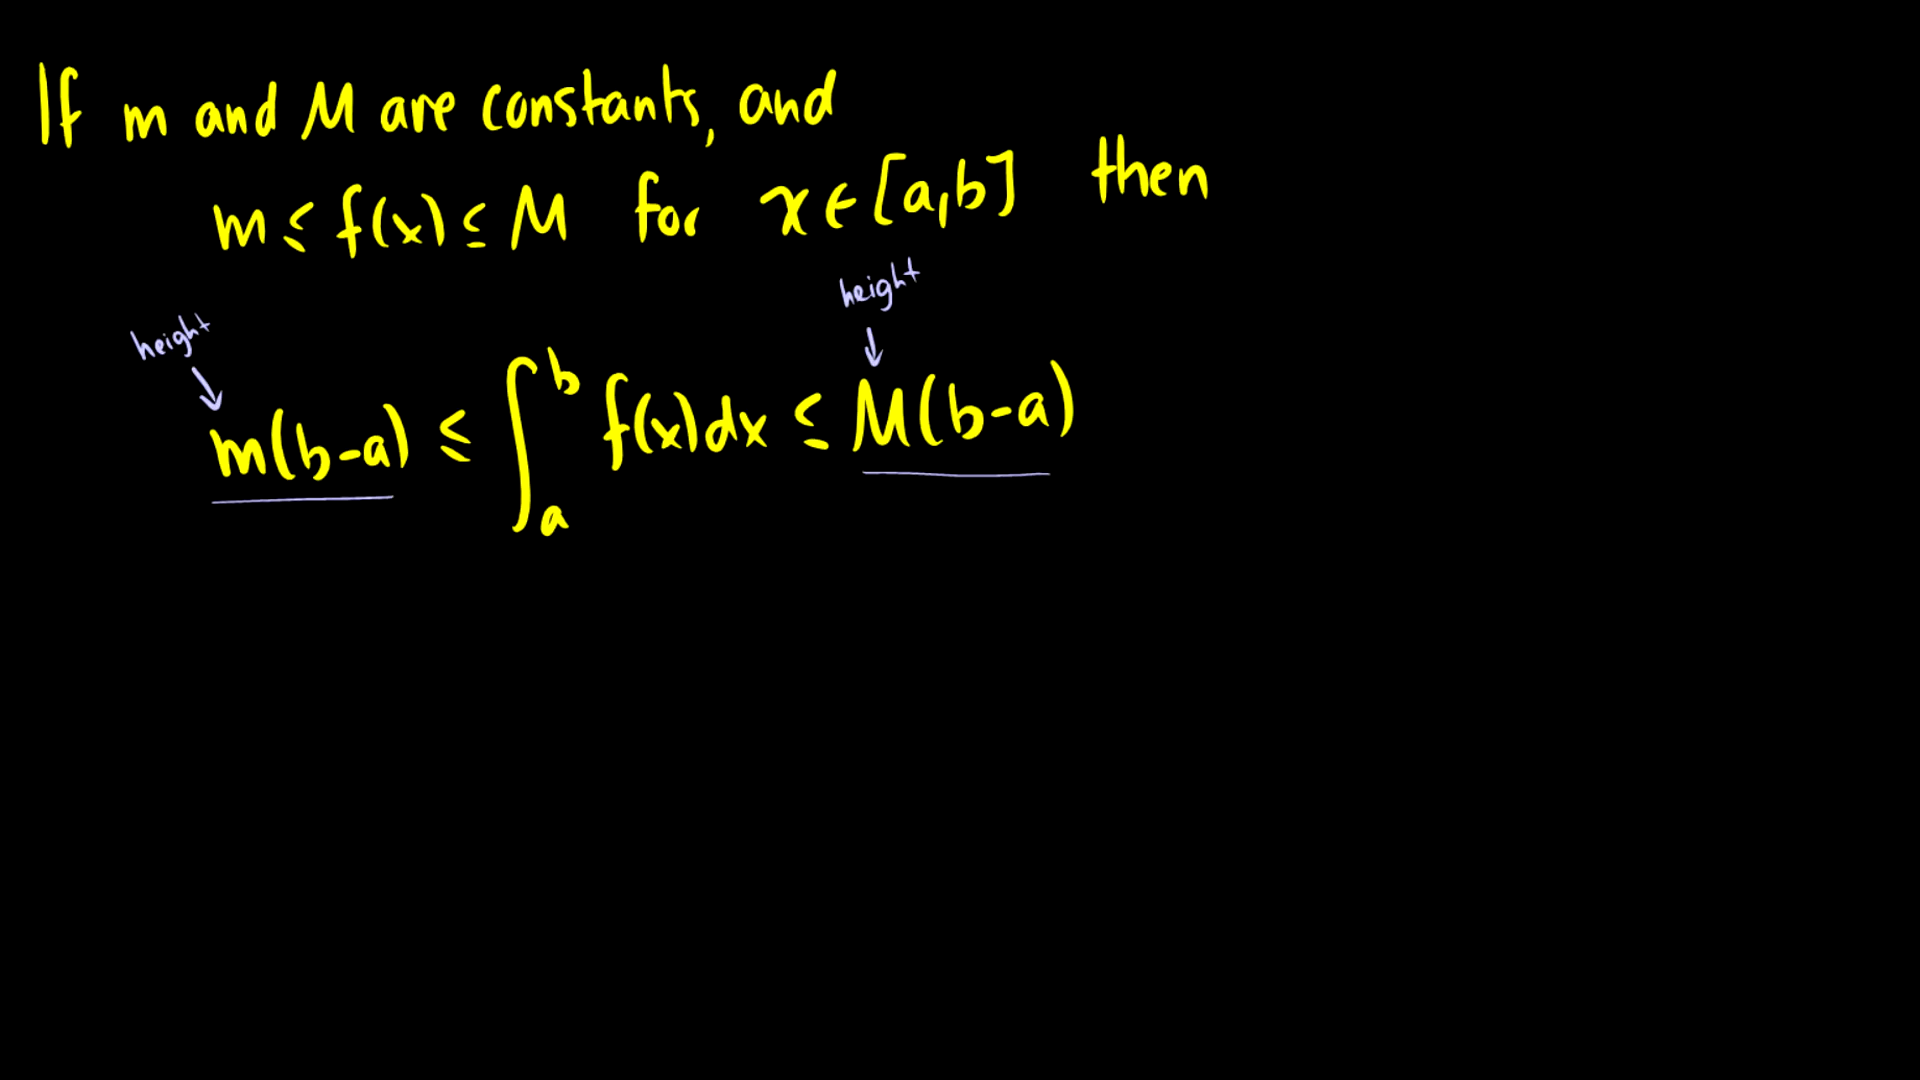 If m and M are constants, and
m ≤ f(x) ≤ M for x ∈ [a,b] then
height
height
m(b-a) ≤ ∫_a^b f(x)dx ≤ M(b-a)